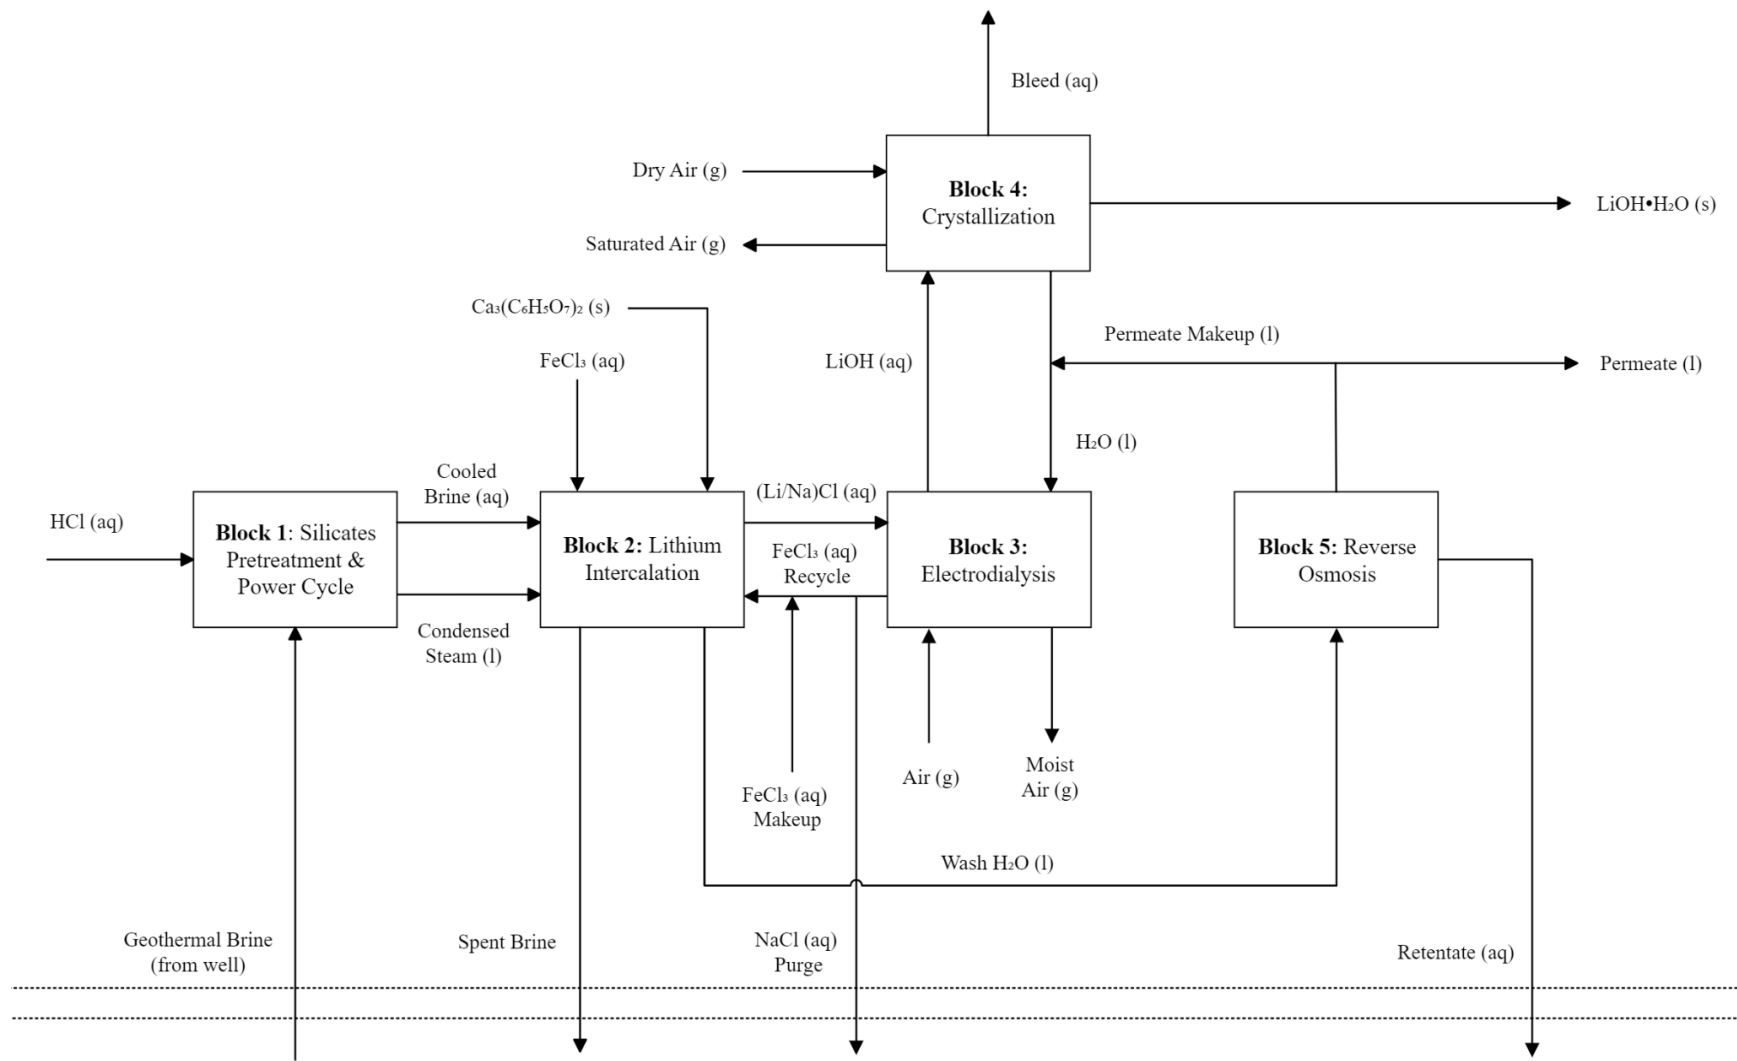 Bleed (aq)
Dry Air (g)
Block 4:
Crystallization
LiOH•H₂O (s)
Saturated Air (g)
Ca₃(C₆H₅O₇)₂ (s)
Permeate Makeup (l)
FeCl₃ (aq)
LiOH (aq)
Permeate (l)
H₂O (l)
Cooled
Brine (aq)
(Li/Na)Cl (aq)
HCl (aq)
Block 1: Silicates
Pretreatment &
Power Cycle
Block 2: Lithium
Intercalation
FeCl₃ (aq)
Recycle
Block 3:
Electrodialysis
Block 5: Reverse
Osmosis
Condensed
Steam (l)
Air (g)
Moist
Air (g)
FeCl₃ (aq)
Makeup
Wash H₂O (l)
Geothermal Brine
(from well)
Spent Brine
NaCl (aq)
Purge
Retentate (aq)